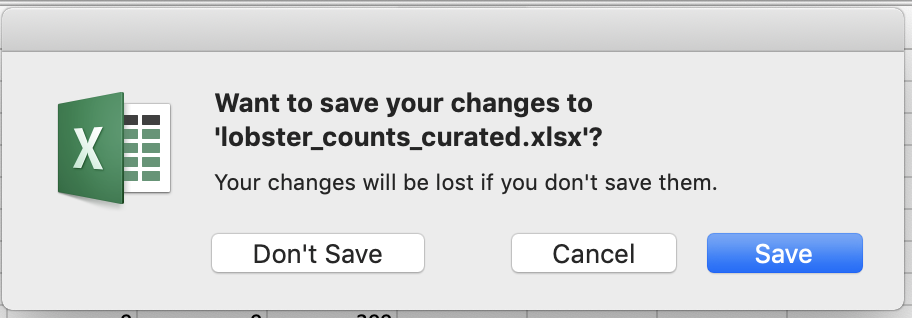 Want to save your changes to
'lobster_counts_curated.xlsx'?
X
Your changes will be lost if you don't save them.
Don't Save Cancel Save